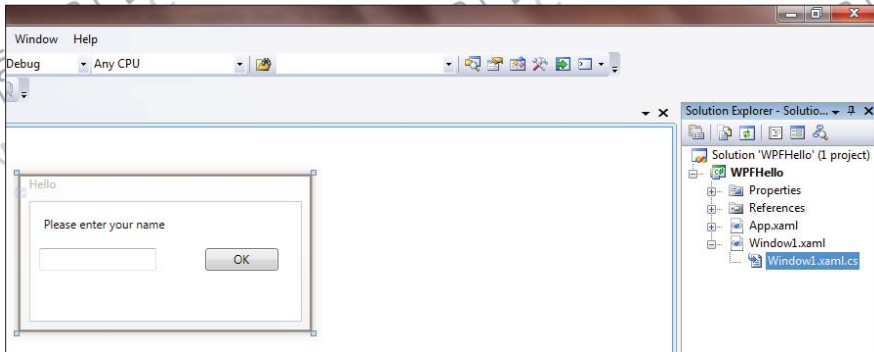 Window Help
Debug Any CPU
Solution Explorer - Solutio...
Solution 'WPFHello' (1 project)
WPFHello
Properties
References
App.xaml
Window1.xaml
Window1.xaml.cs
Hello
Please enter your name
OK